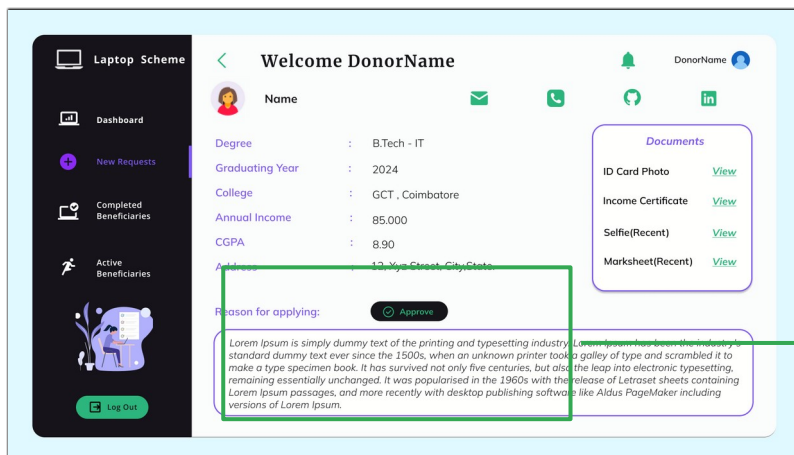 Laptop Scheme
Welcome DonorName
DonorName
Name
in
Dashboard
New Requests
Completed
Beneficiaries
Active
Beneficiaries
Log Out
Degree : B.Tech - IT
Graduating Year : 2024
College : GCT , Coimbatore
Annual Income : 85.000
CGPA : 8.90
Address : 12, Xyz Street, City,State.
Documents
ID Card Photo View
Income Certificate View
Selfie(Recent) View
Marksheet(Recent) View
Reason for applying: Approve
Lorem Ipsum is simply dummy text of the printing and typesetting industry. Lorem Ipsum has been the industry's
standard dummy text ever since the 1500s, when an unknown printer took a galley of type and scrambled it to
make a type specimen book. It has survived not only five centuries, but also the leap into electronic typesetting,
remaining essentially unchanged. It was popularised in the 1960s with the release of Letraset sheets containing
Lorem Ipsum passages, and more recently with desktop publishing software like Aldus PageMaker including
versions of Lorem Ipsum.